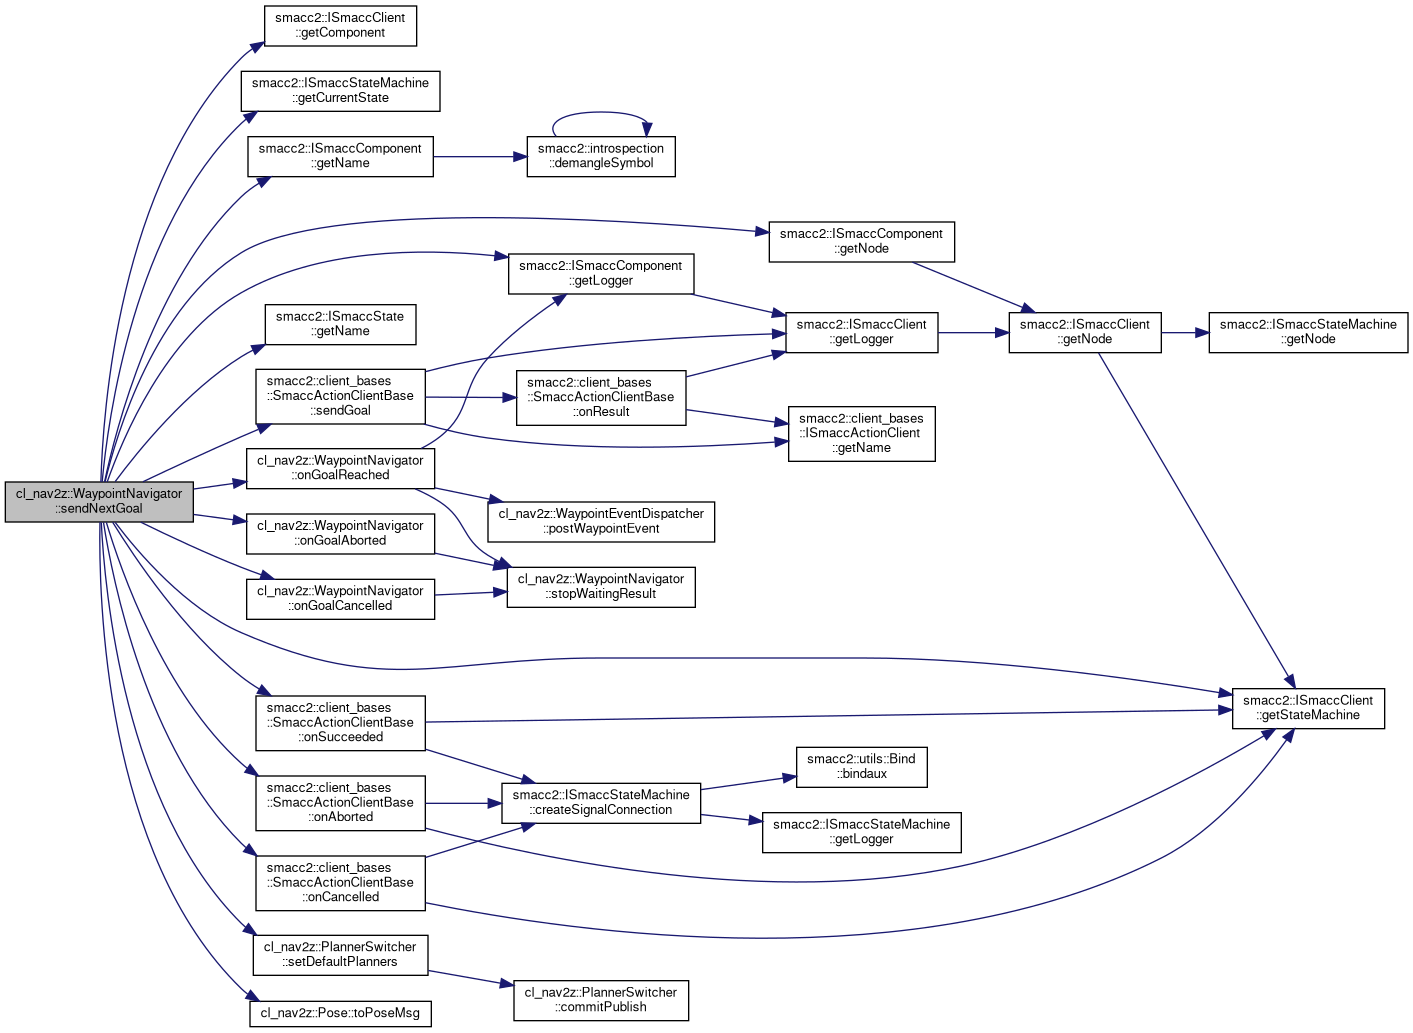 smacc2::ISmaccClient
::getComponent
smacc2::ISmaccStateMachine
::getCurrentState
smacc2::ISmaccComponent
::getName
smacc2::introspection
::demangleSymbol
smacc2::ISmaccComponent
::getNode
smacc2::ISmaccComponent
::getLogger
smacc2::ISmaccState
::getName
smacc2::ISmaccClient
::getLogger
smacc2::ISmaccClient
::getNode
smacc2::ISmaccStateMachine
::getNode
smacc2::client_bases
::SmaccActionClientBase
::sendGoal
smacc2::client_bases
::SmaccActionClientBase
::onResult
smacc2::client_bases
::ISmaccActionClient
::getName
cl_nav2z::WaypointNavigator
::onGoalReached
cl_nav2z::WaypointNavigator
::sendNextGoal
cl_nav2z::WaypointEventDispatcher
::postWaypointEvent
cl_nav2z::WaypointNavigator
::onGoalAborted
cl_nav2z::WaypointNavigator
::stopWaitingResult
cl_nav2z::WaypointNavigator
::onGoalCancelled
smacc2::client_bases
::SmaccActionClientBase
::onSucceeded
smacc2::ISmaccClient
::getStateMachine
smacc2::utils::Bind
::bindaux
smacc2::client_bases
::SmaccActionClientBase
::onAborted
smacc2::ISmaccStateMachine
::createSignalConnection
smacc2::ISmaccStateMachine
::getLogger
smacc2::client_bases
::SmaccActionClientBase
::onCancelled
cl_nav2z::PlannerSwitcher
::setDefaultPlanners
cl_nav2z::PlannerSwitcher
::commitPublish
cl_nav2z::Pose::toPoseMsg